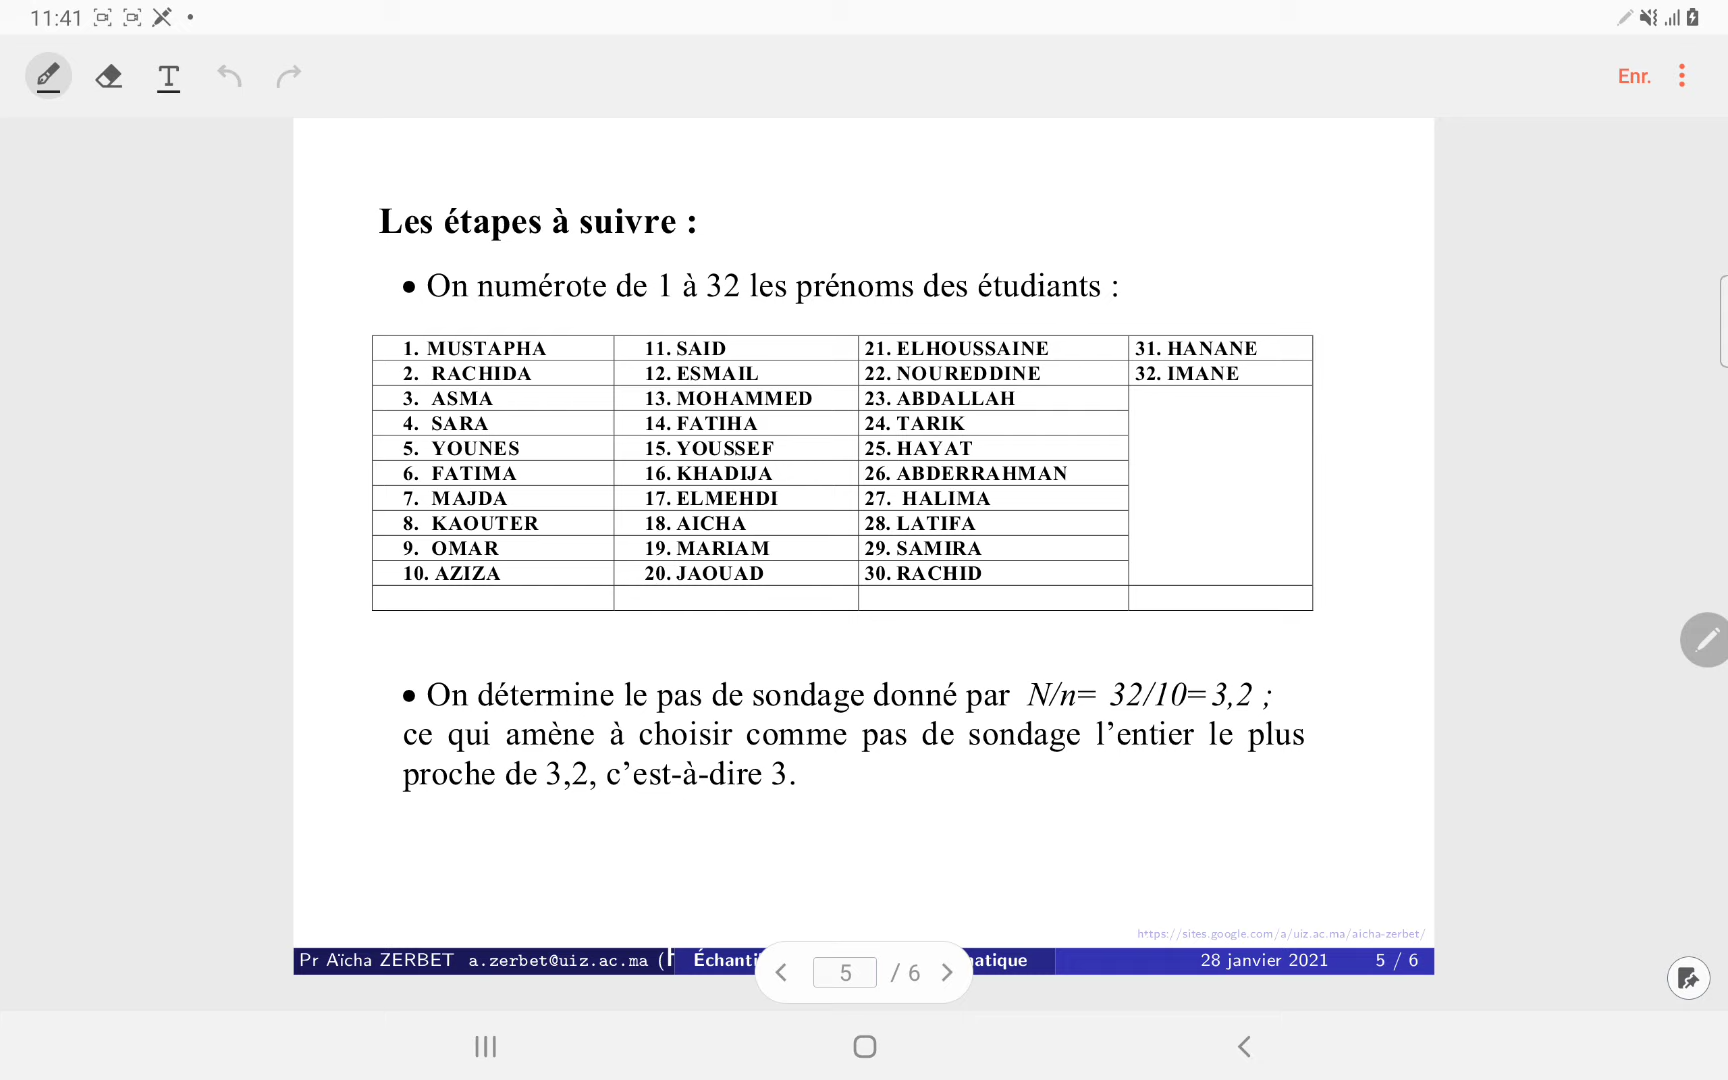 11:41
T
Enr.
Les étapes à suivre :
• On numérote de 1 à 32 les prénoms des étudiants :
1. MUSTAPHA 11. SAID 21. ELHOUSSAINE 31. HANANE
2. RACHIDA 12. ESMAIL 22. NOUREDDINE 32. IMANE
3. ASMA 13. MOHAMMED 23. ABDALLAH
4. SARA 14. FATIHA 24. TARIK
5. YOUNES 15. YOUSSEF 25. HAYAT
6. FATIMA 16. KHADIJA 26. ABDERRAHMAN
7. MAJDA 17. ELMEHDI 27. HALIMA
8. KAOUTER 18. AICHA 28. LATIFA
9. OMAR 19. MARIAM 29. SAMIRA
10. AZIZA 20. JAOUAD 30. RACHID
• On détermine le pas de sondage donné par N/n= 32/10=3,2 ;
ce qui amène à choisir comme pas de sondage l’entier le plus
proche de 3,2, c’est-à-dire 3.
https://sites.google.com/a/uiz.ac.ma/aicha-zerbet/
Pr Aïcha ZERBET a.zerbet@uiz.ac.ma ( Échanti atique 28 janvier 2021 5 / 6
5 / 6